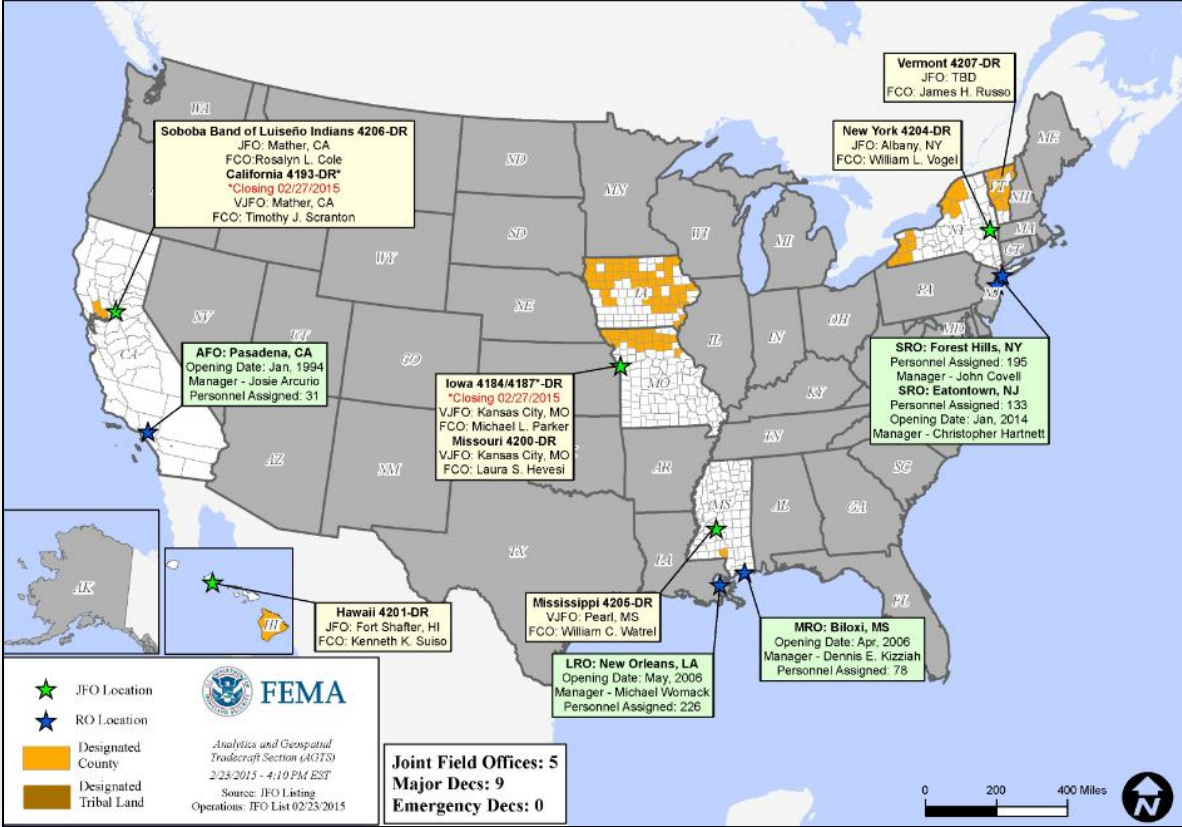 Vermont 4207-DR
JFO: TBD
FCO: James H. Russo
New York 4204-DR
JFO: Albany, NY
FCO: William L. Vogel
Soboba Band of Luiseño Indians 4206-DR
JFO: Mather, CA
FCO:Rosalyn L. Cole
California 4193-DR*
*Closing 02/27/2015
VJFO: Mather, CA
FCO: Timothy J. Scranton
WA
ND
MN
ME
VT
NH
SD
WI
MI
NY
MA
CT
WY
NE
IA
PA
NJ
NV
UT
IL
IN
OH
MD
CA
CO
MO
KY
AFO: Pasadena, CA
Opening Date: Jan, 1994
Manager - Josie Arcurio
Personnel Assigned: 31
Iowa 4184/4187*-DR
*Closing 02/27/2015
VJFO: Kansas City, MO
FCO: Michael L. Parker
Missouri 4200-DR
VJFO: Kansas City, MO
FCO: Laura S. Hevesi
SRO: Forest Hills, NY
Personnel Assigned: 195
Manager - John Covell
SRO: Eatontown, NJ
Personnel Assigned: 133
Opening Date: Jan, 2014
Manager - Christopher Hartnett
AZ
NM
AR
TN
SC
MS
AL
GA
TX
LA
FL
AK
HI
Hawaii 4201-DR
JFO: Fort Shafter, HI
FCO: Kenneth K. Suiso
Mississippi 4205-DR
VJFO: Pearl, MS
FCO: William C. Watrel
MRO: Biloxi, MS
Opening Date: Apr, 2006
Manager - Dennis E. Kizziah
Personnel Assigned: 78
LRO: New Orleans, LA
Opening Date: May, 2006
Manager - Michael Womack
Personnel Assigned: 226
JFO Location
RO Location
Designated
County
Designated
Tribal Land
FEMA
Analytics and Geospatial
Tradecraft Section (AGTS)
2/23/2015 - 4:10 PM EST
Source: JFO Listing
Operations: JFO List 02/23/2015
Joint Field Offices: 5
Major Decs: 9
Emergency Decs: 0
0 200 400 Miles
N